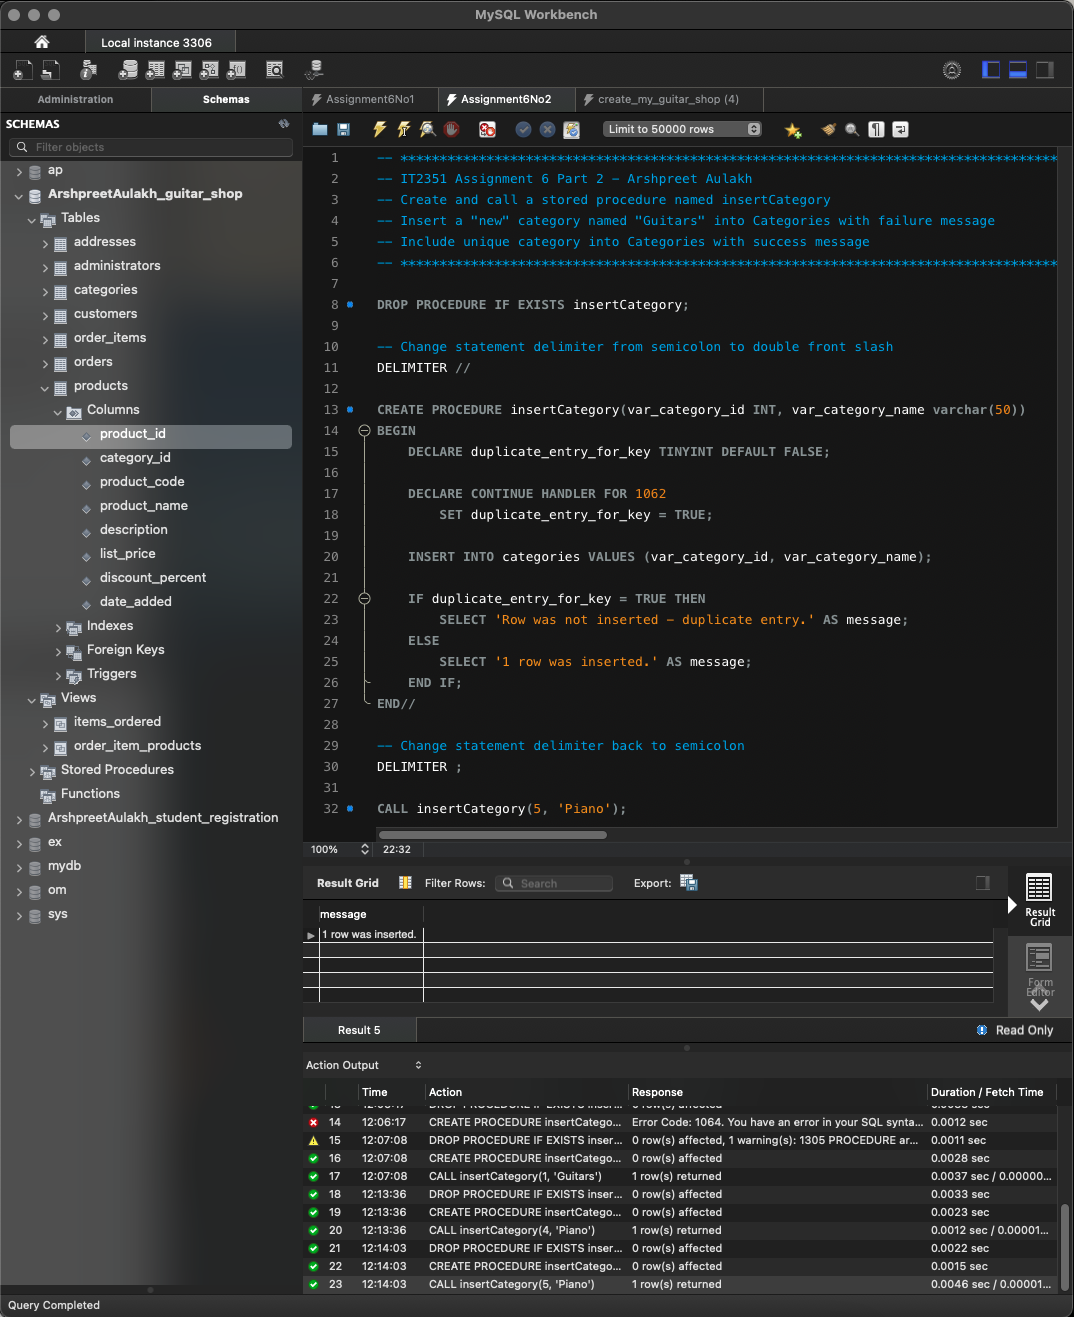 MySQL Workbench
Local instance 3306
Administration
Schemas
Assignment6No1
Assignment6No2
create_my_guitar_shop (4)
SCHEMAS
Filter objects
ap
ArshpreetAulakh_guitar_shop
Tables
addresses
administrators
categories
customers
order_items
orders
products
Columns
product_id
category_id
product_code
product_name
description
list_price
discount_percent
date_added
Indexes
Foreign Keys
Triggers
Views
items_ordered
order_item_products
Stored Procedures
Functions
ArshpreetAulakh_student_registration
ex
mydb
om
sys
Limit to 50000 rows
1 -- **************************************************************************************
2 -- IT2351 Assignment 6 Part 2 - Arshpreet Aulakh
3 -- Create and call a stored procedure named insertCategory
4 -- Insert a "new" category named "Guitars" into Categories with failure message
5 -- Include unique category into Categories with success message
6 -- **************************************************************************************
7
8 DROP PROCEDURE IF EXISTS insertCategory;
9
10 -- Change statement delimiter from semicolon to double front slash
11 DELIMITER //
12
13 CREATE PROCEDURE insertCategory(var_category_id INT, var_category_name varchar(50))
14 BEGIN
15 DECLARE duplicate_entry_for_key TINYINT DEFAULT FALSE;
16
17 DECLARE CONTINUE HANDLER FOR 1062
18 SET duplicate_entry_for_key = TRUE;
19
20 INSERT INTO categories VALUES (var_category_id, var_category_name);
21
22 IF duplicate_entry_for_key = TRUE THEN
23 SELECT 'Row was not inserted - duplicate entry.' AS message;
24 ELSE
25 SELECT '1 row was inserted.' AS message;
26 END IF;
27 END//
28
29 -- Change statement delimiter back to semicolon
30 DELIMITER ;
31
32 CALL insertCategory(5, 'Piano');
100% 22:32
Result Grid Filter Rows: Search Export:
message
1 row was inserted.
Result Grid
Form Editor
Result 5 Read Only
Action Output
Time Action Response Duration / Fetch Time
14 12:06:17 CREATE PROCEDURE insertCatego... Error Code: 1064. You have an error in your SQL synta... 0.0012 sec
15 12:07:08 DROP PROCEDURE IF EXISTS inser... 0 row(s) affected, 1 warning(s): 1305 PROCEDURE ar... 0.0011 sec
16 12:07:08 CREATE PROCEDURE insertCatego... 0 row(s) affected 0.0028 sec
17 12:07:08 CALL insertCategory(1, 'Guitars') 1 row(s) returned 0.0037 sec / 0.00000...
18 12:13:36 DROP PROCEDURE IF EXISTS inser... 0 row(s) affected 0.0033 sec
19 12:13:36 CREATE PROCEDURE insertCatego... 0 row(s) affected 0.0023 sec
20 12:13:36 CALL insertCategory(4, 'Piano') 1 row(s) returned 0.0012 sec / 0.00001...
21 12:14:03 DROP PROCEDURE IF EXISTS inser... 0 row(s) affected 0.0022 sec
22 12:14:03 CREATE PROCEDURE insertCatego... 0 row(s) affected 0.0015 sec
23 12:14:03 CALL insertCategory(5, 'Piano') 1 row(s) returned 0.0046 sec / 0.00001...
Query Completed